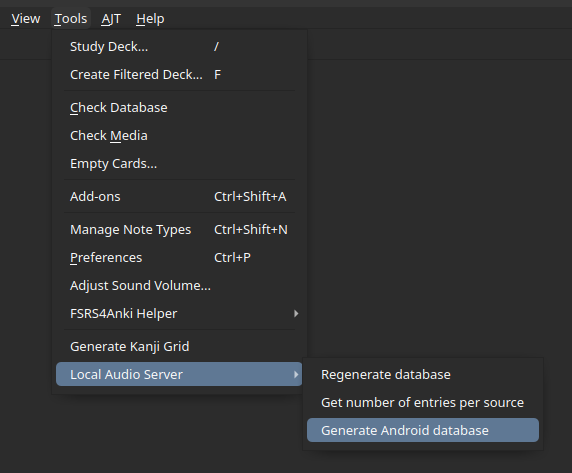 View Tools AJT Help
Study Deck... /
Create Filtered Deck... F
Check Database
Check Media
Empty Cards...
Add-ons Ctrl+Shift+A
Manage Note Types Ctrl+Shift+N
Preferences Ctrl+P
Adjust Sound Volume...
FSRS4Anki Helper
Generate Kanji Grid
Local Audio Server
Regenerate database
Get number of entries per source
Generate Android database